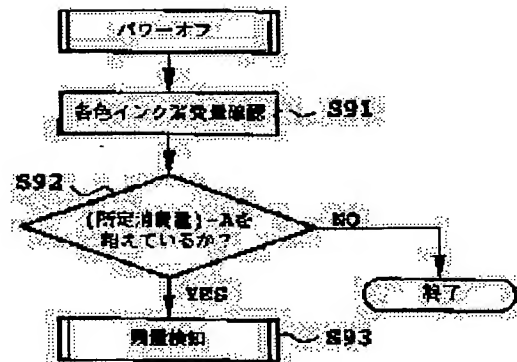 パワーオフ
各色インク消費量確認
S91
S92
(所定消費量)-Aを
超えているか?
NO
YES
終了
残量検知
S93